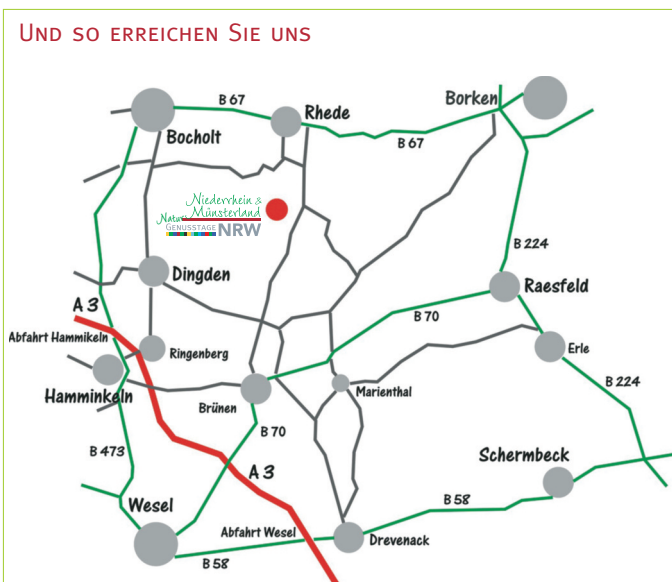 Und so erreichen Sie uns
B 67
Rhede
Borken
Bocholt
B 67
Niederrhein &
Münsterland
Natur
GENUSSTAGE NRW
B 224
Dingden
Raesfeld
A 3
B 70
Abfahrt Hammikeln
Ringenberg
Erle
Hamminkeln
Marienthal
B 224
Brünen
B 70
B 473
Schermbeck
A 3
Wesel
B 58
Abfahrt Wesel
Drevenack
B 58